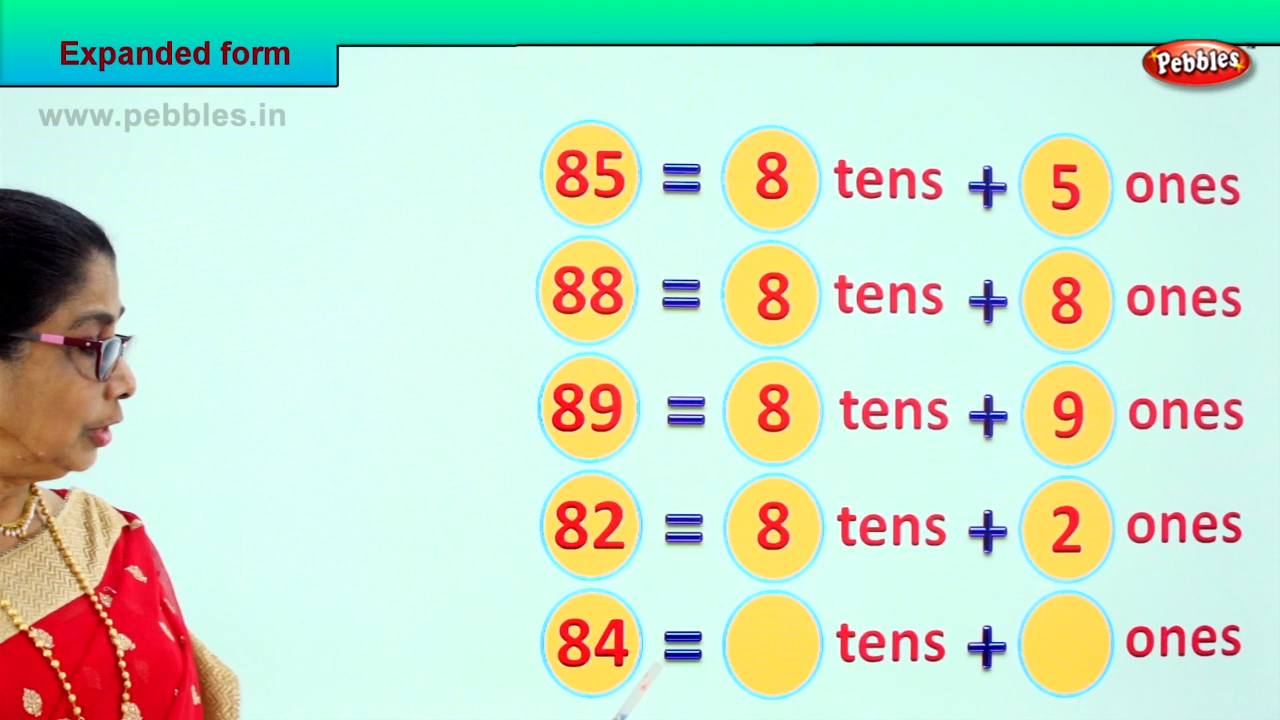 Expanded form
Pebbles
www.pebbles.in
85 = 8 tens + 5 ones
88 = 8 tens + 8 ones
89 = 8 tens + 9 ones
82 = 8 tens + 2 ones
84 = tens + ones